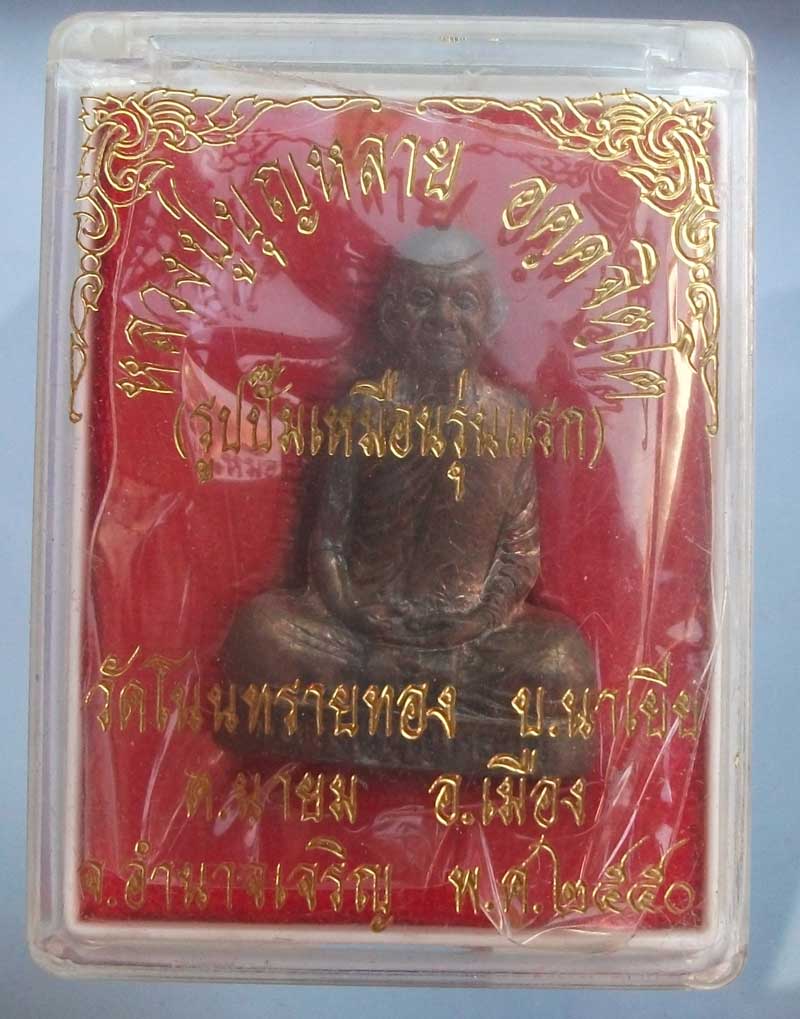 หลวงปู่บุญหลาย อคฺคจิตฺโต
(รูปปั๊มเหมือนรุ่นแรก)
วัดโนนทรายทอง บ.นาเยีย
ต.นายม อ.เมือง
จ.อำนาจเจริญ พ.ศ.๒๕๕๐